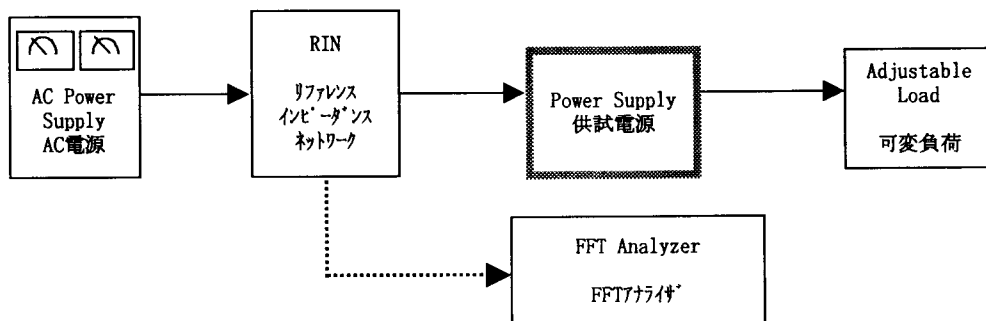 AC Power
Supply
AC電源
RIN
リファレンス
インピーダンス
ネットワーク
Power Supply
供試電源
Adjustable
Load
可変負荷
FFT Analyzer
FFTアナライザ